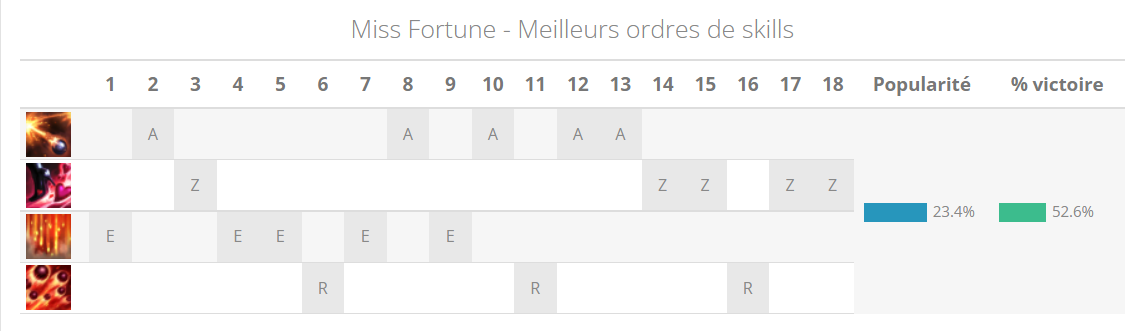 Miss Fortune - Meilleurs ordres de skills
1 2 3 4 5 6 7 8 9 10 11 12 13 14 15 16 17 18 Popularité % victoire
A A A A A
Z Z Z Z Z
23.4% 52.6%
E E E E E
R R R